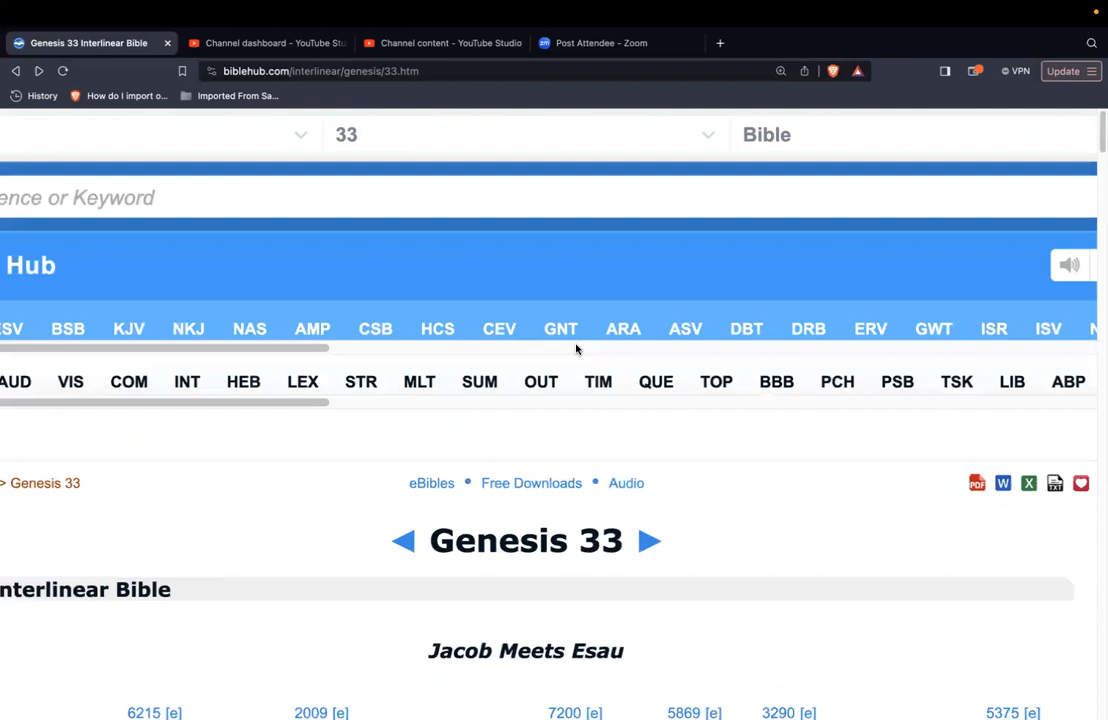 Genesis 33 Interlinear Bible
Channel dashboard - YouTube Stu
Channel content - YouTube Studio
zm Post Attendee - Zoom
biblehub.com/interlinear/genesis/33.htm
VPN
Update
History
How do I import o...
Imported From Sa...
33
Bible
ence or Keyword
Hub
SV BSB KJV NKJ NAS AMP CSB HCS CEV GNT ARA ASV DBT DRB ERV GWT ISR ISV N
AUD VIS COM INT HEB LEX STR MLT SUM OUT TIM QUE TOP BBB PCH PSB TSK LIB ABP
> Genesis 33
eBibles • Free Downloads • Audio
PDF W X TXT
◄ Genesis 33 ►
nterlinear Bible
Jacob Meets Esau
6215 [e] 2009 [e] 7200 [e] 5869 [e] 3290 [e] 5375 [e]